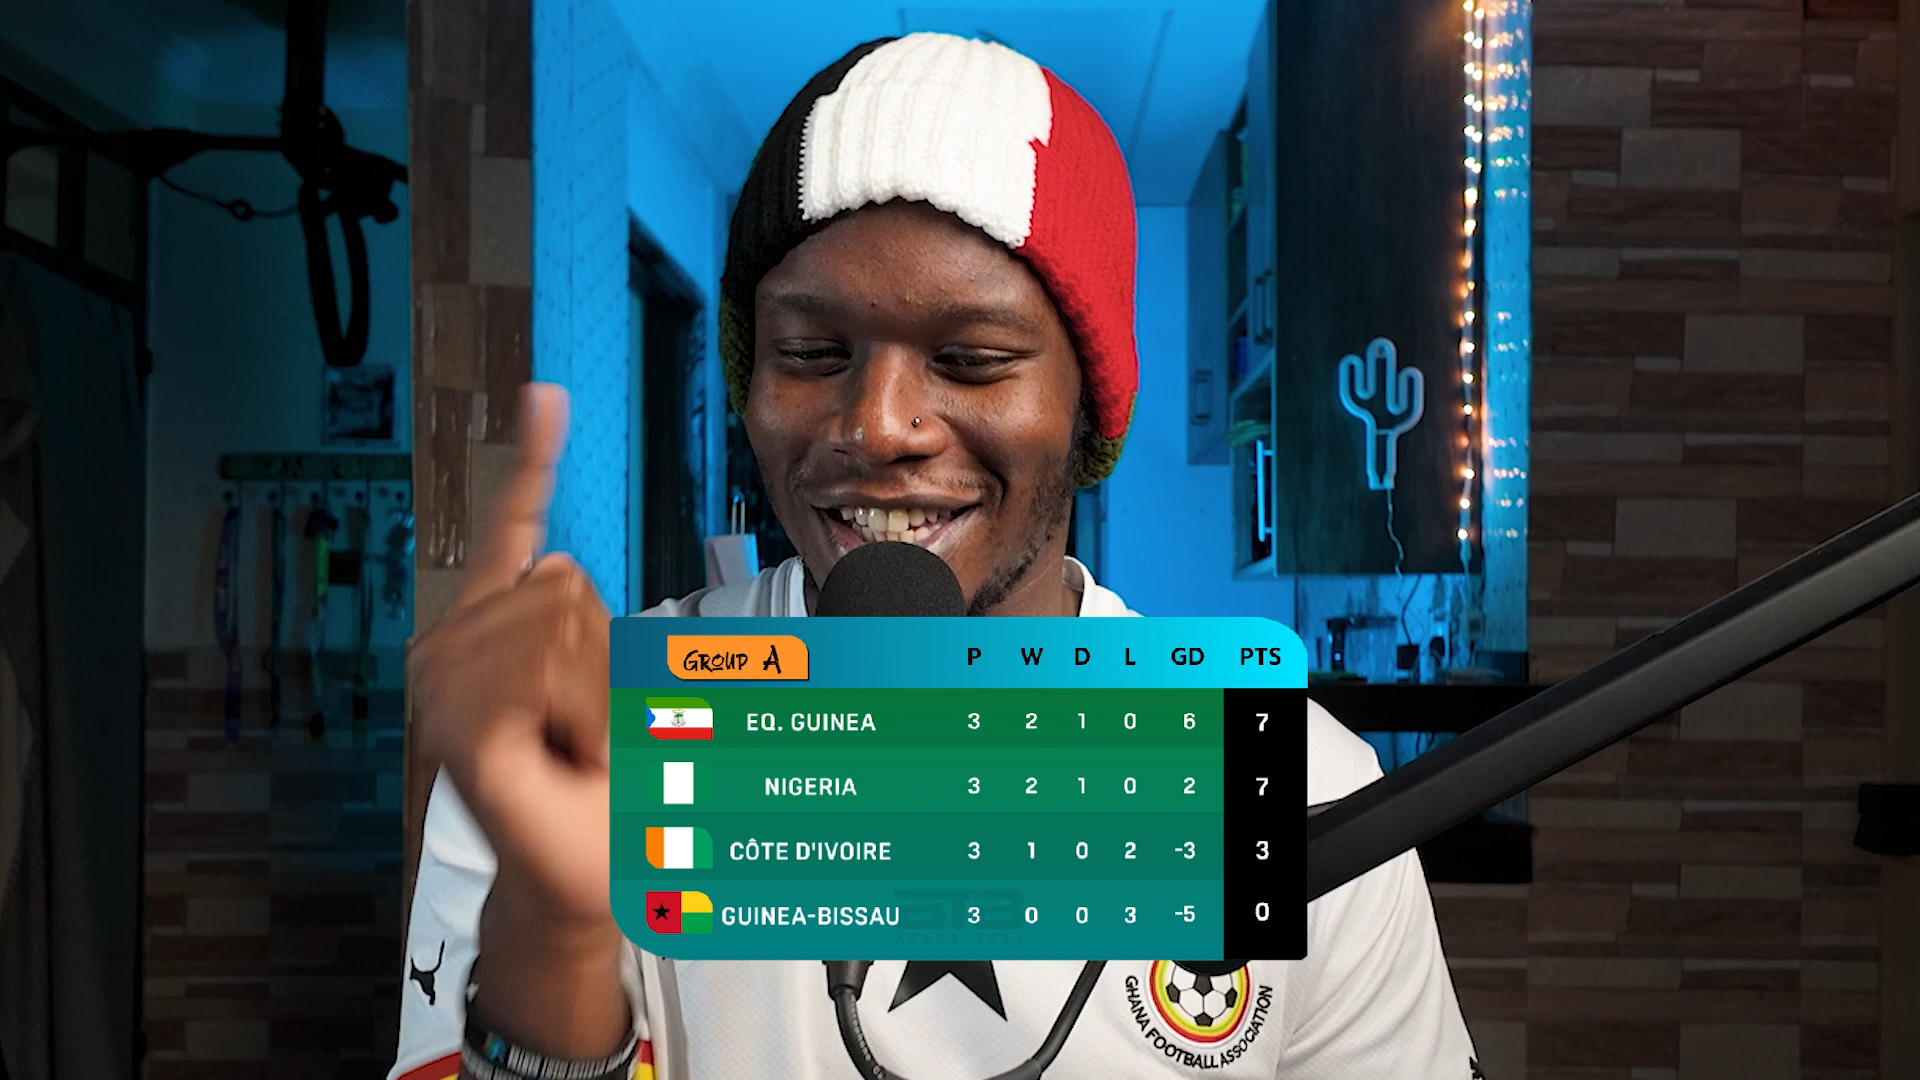 GROUP A P W D L GD PTS
EQ. GUINEA 3 2 1 0 6 7
NIGERIA 3 2 1 0 2 7
CÔTE D'IVOIRE 3 1 0 2 -3 3
GUINEA-BISSAU 3 0 0 3 -5 0
GHANA FOOTBALL ASSOCIATION